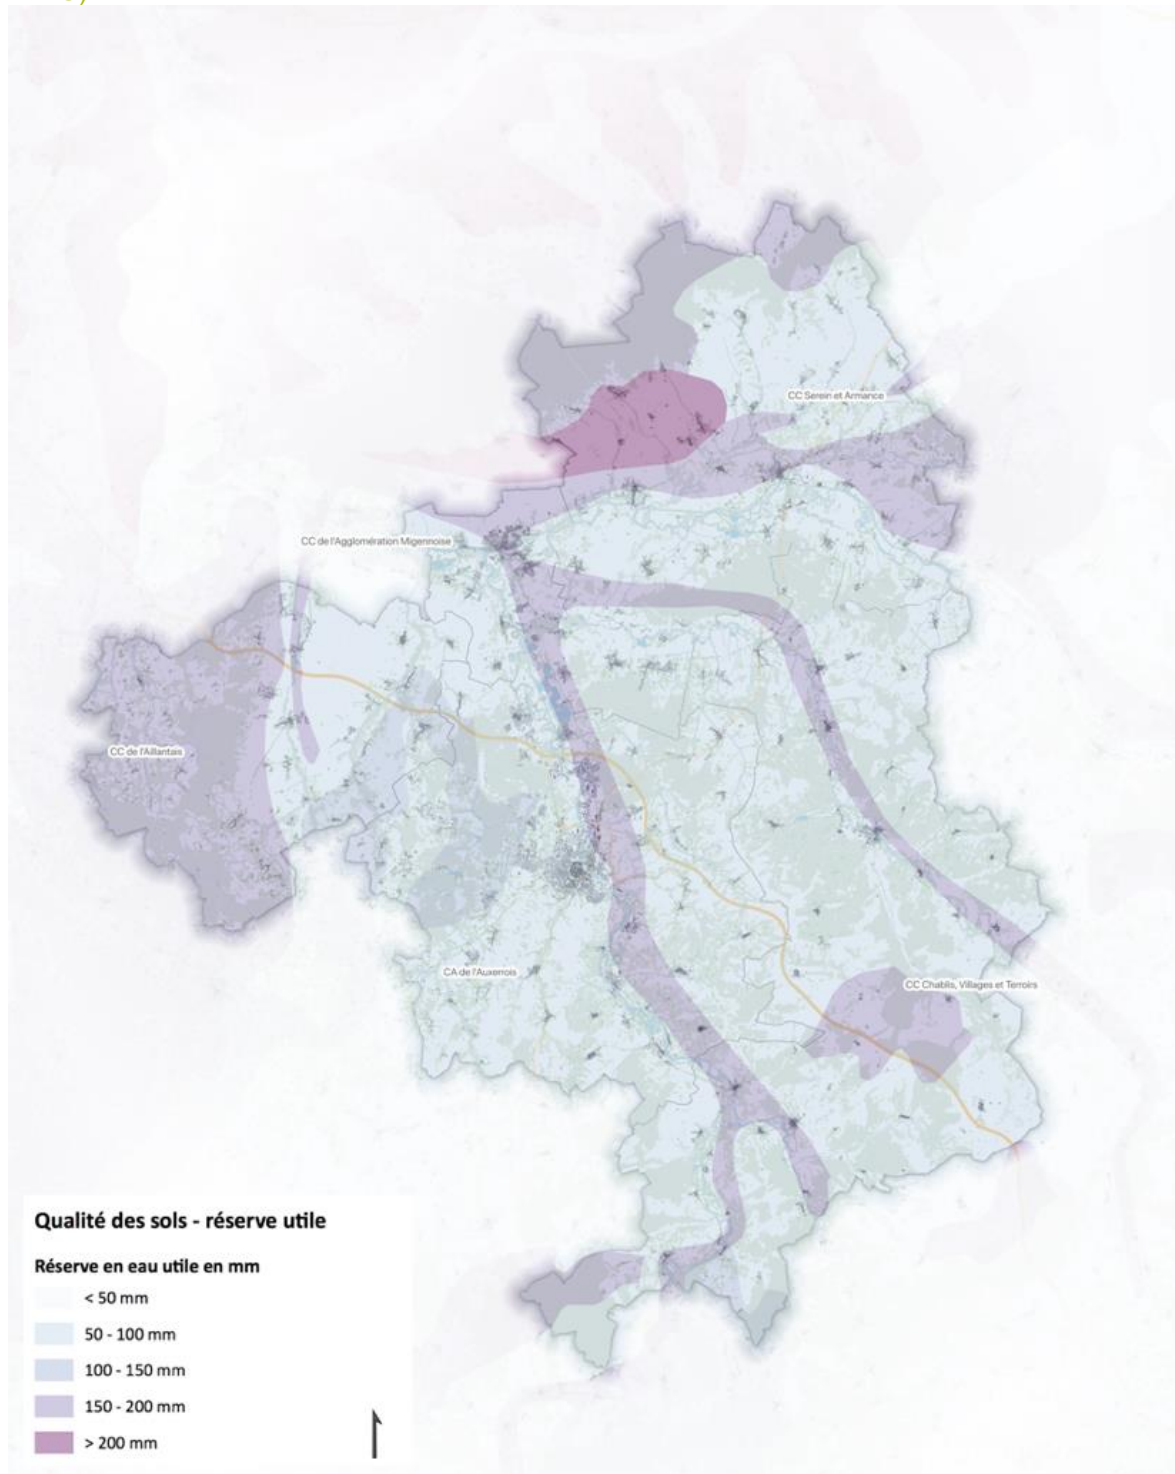 CC Serein et Armance
CC de l'Agglomération Migennoise
CC de l'Aillantais
CA de l'Auxerrois
CC Chablis, Villages et Terroirs
Qualité des sols - réserve utile
Réserve en eau utile en mm
< 50 mm
50 - 100 mm
100 - 150 mm
150 - 200 mm
> 200 mm